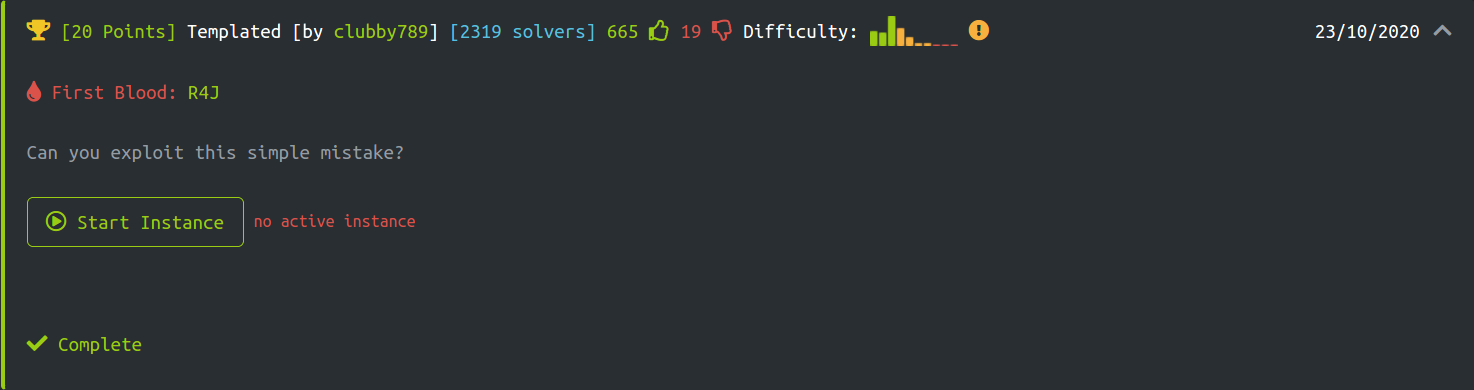 [20 Points] Templated [by clubby789] [2319 solvers] 665 19 Difficulty: 23/10/2020
First Blood: R4J
Can you exploit this simple mistake?
Start Instance no active instance
Complete